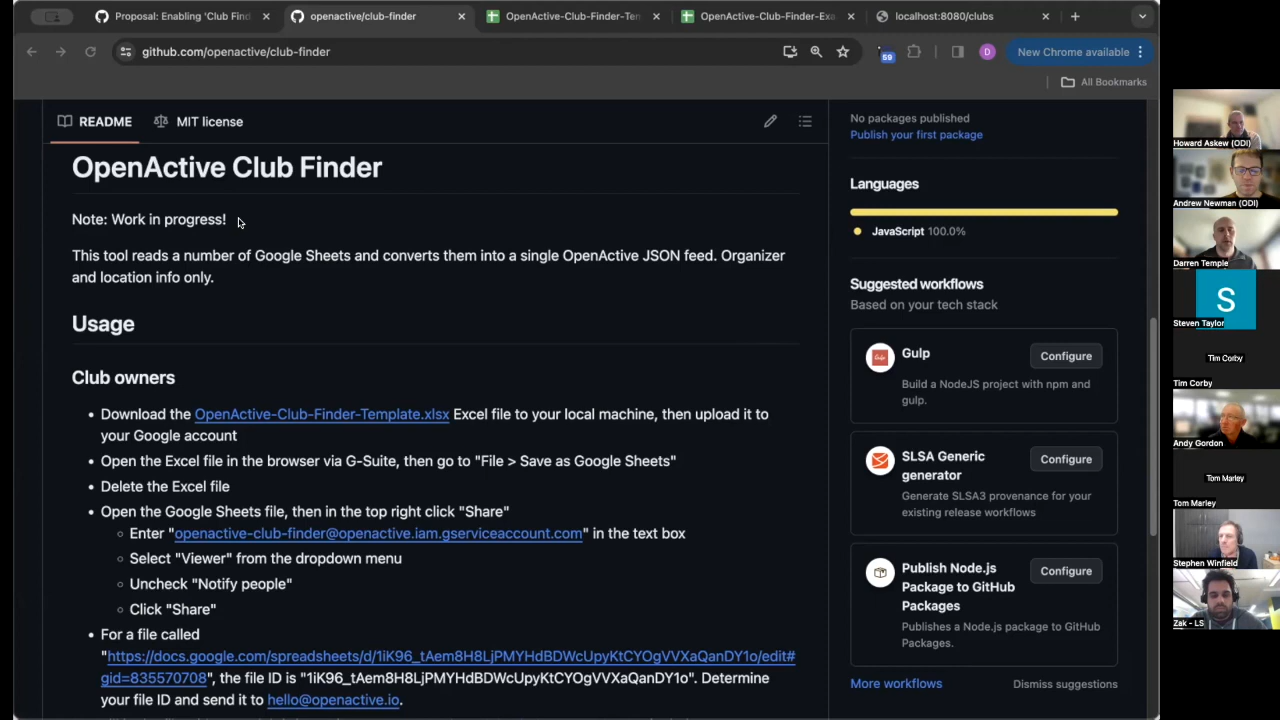 Proposal: Enabling 'Club Find
openactive/club-finder
OpenActive-Club-Finder-Tem
OpenActive-Club-Finder-Exa
localhost:8080/clubs
github.com/openactive/club-finder
59
D
New Chrome available
All Bookmarks
README
MIT license
OpenActive Club Finder
Note: Work in progress!
This tool reads a number of Google Sheets and converts them into a single OpenActive JSON feed. Organizer
and location info only.
Usage
Club owners
• Download the OpenActive-Club-Finder-Template.xlsx Excel file to your local machine, then upload it to
your Google account
• Open the Excel file in the browser via G-Suite, then go to "File > Save as Google Sheets"
• Delete the Excel file
• Open the Google Sheets file, then in the top right click "Share"
◦ Enter "openactive-club-finder@openactive.iam.gserviceaccount.com" in the text box
◦ Select "Viewer" from the dropdown menu
◦ Uncheck "Notify people"
◦ Click "Share"
• For a file called
"https://docs.google.com/spreadsheets/d/1iK96_tAem8H8LjPMYHdBDWcUpyKtCYOgVVXaQanDY1o/edit#
gid=835570708", the file ID is "1iK96_tAem8H8LjPMYHdBDWcUpyKtCYOgVVXaQanDY1o". Determine
your file ID and send it to hello@openactive.io.
No packages published
Publish your first package
Languages
JavaScript 100.0%
Suggested workflows
Based on your tech stack
Gulp
Configure
Build a NodeJS project with npm and
gulp.
SLSA Generic
generator
Configure
Generate SLSA3 provenance for your
existing release workflows
Publish Node.js
Package to GitHub
Packages
Configure
Publishes a Node.js package to GitHub
Packages.
More workflows
Dismiss suggestions
Howard Askew (ODI)
Andrew Newman (ODI)
Darren Temple
S
Steven Taylor
Tim Corby
Tim Corby
Andy Gordon
Tom Marley
Tom Marley
Stephen Winfield
Zak - LS